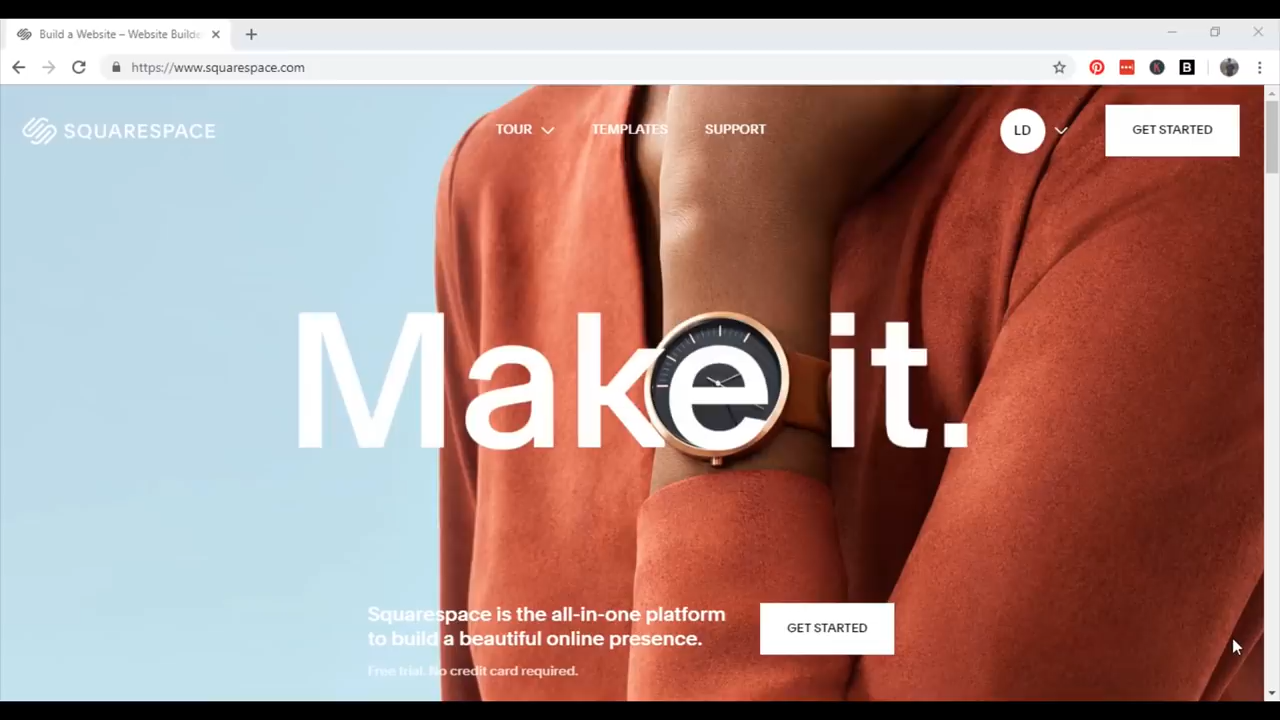 Build a Website – Website Builde
https://www.squarespace.com
SQUARESPACE
TOUR
TEMPLATES
SUPPORT
LD
GET STARTED
Make it.
Squarespace is the all-in-one platform
to build a beautiful online presence.
GET STARTED
Free trial. No credit card required.